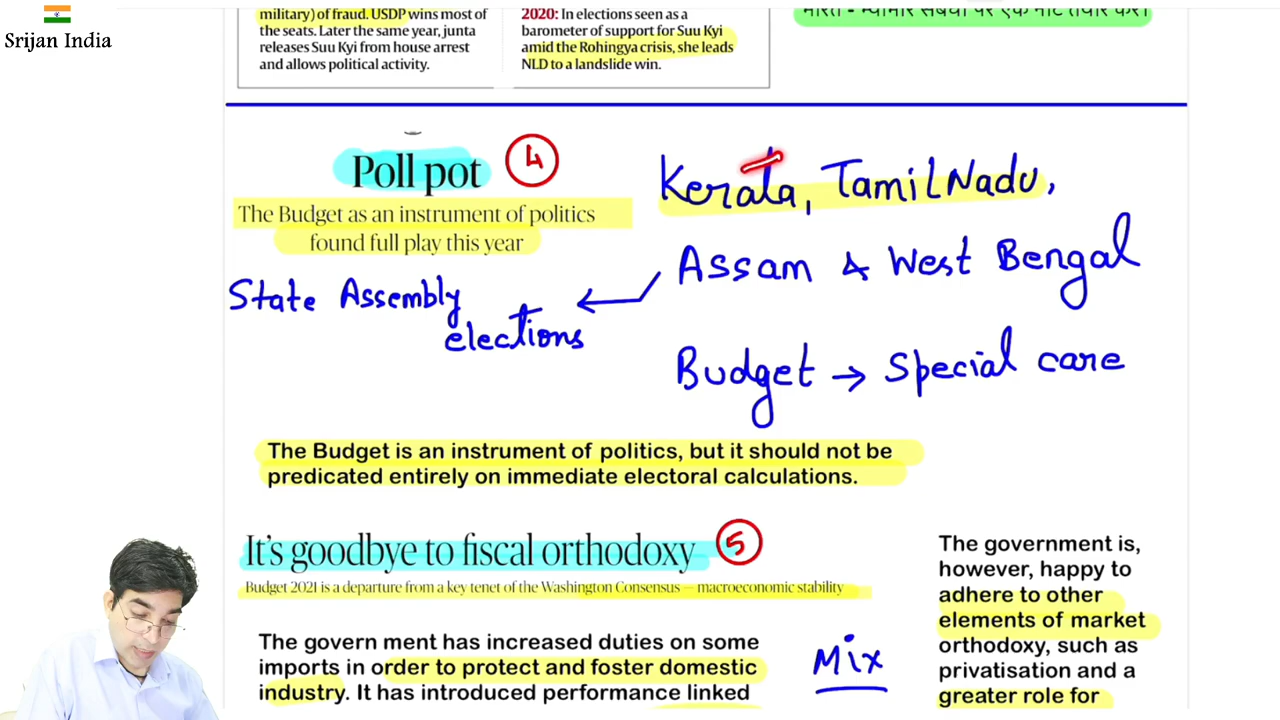 Srijan India
military) of fraud. USDP wins most of
the seats. Later the same year, junta
releases Suu Kyi from house arrest
and allows political activity.
2020: In elections seen as a
barometer of support for Suu Kyi
amid the Rohingya crisis, she leads
NLD to a landslide win.
भारत - म्यांमार संबंधों पर एक नोट तैयार करें।
Poll pot
4
The Budget as an instrument of politics
found full play this year
Kerala, Tamil Nadu,
Assam & West Bengal
State Assembly
elections
Budget → Special care
The Budget is an instrument of politics, but it should not be
predicated entirely on immediate electoral calculations.
It's goodbye to fiscal orthodoxy
5
Budget 2021 is a departure from a key tenet of the Washington Consensus — macroeconomic stability
The govern ment has increased duties on some
imports in order to protect and foster domestic
industry. It has introduced performance linked
Mix
The government is,
however, happy to
adhere to other
elements of market
orthodoxy, such as
privatisation and a
greater role for